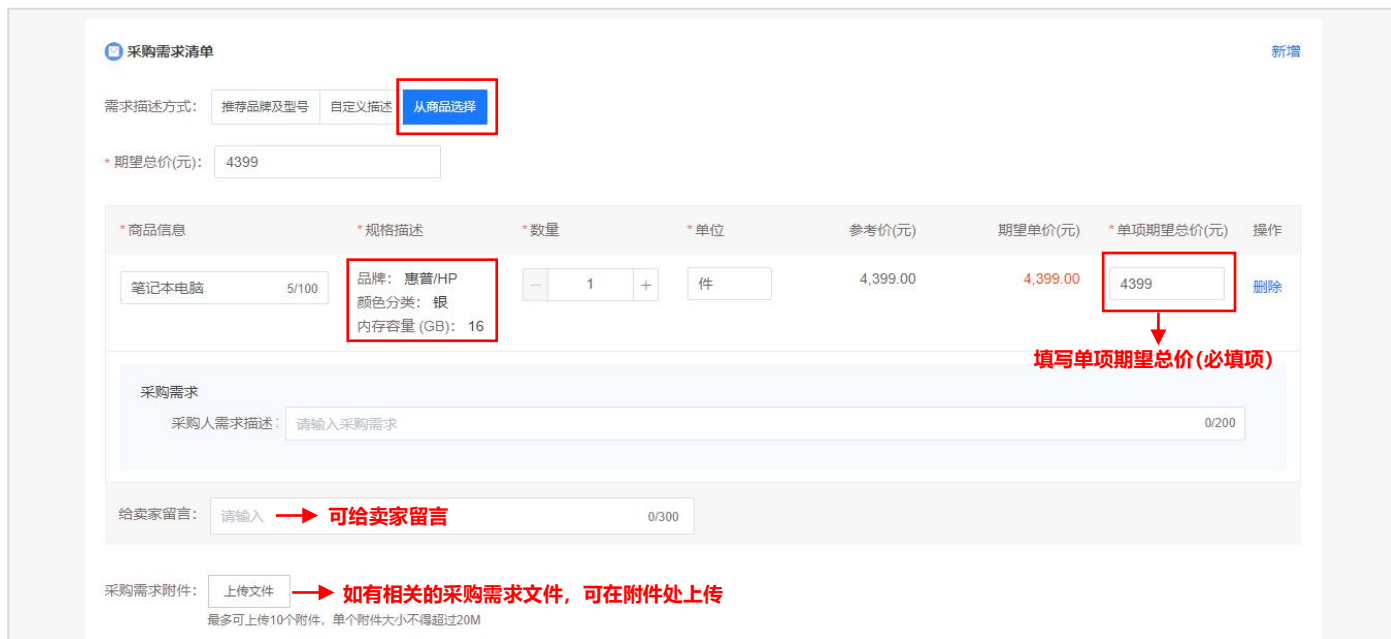 采购需求清单 新增
需求描述方式： 推荐品牌及型号 自定义描述 从商品选择
*期望总价(元)： 4399
*商品信息 *规格描述 *数量 *单位 参考价(元) 期望单价(元) *单项期望总价(元) 操作
笔记本电脑 5/100 品牌： 惠普/HP － 1 + 件 4,399.00 4,399.00 4399 删除
颜色分类： 银
内存容量 (GB)： 16
填写单项期望总价(必填项)
采购需求
采购人需求描述： 请输入采购需求 0/200
给卖家留言： 请输入 可给卖家留言 0/300
采购需求附件： 上传文件 如有相关的采购需求文件，可在附件处上传
最多可上传10个附件，单个附件大小不得超过20M